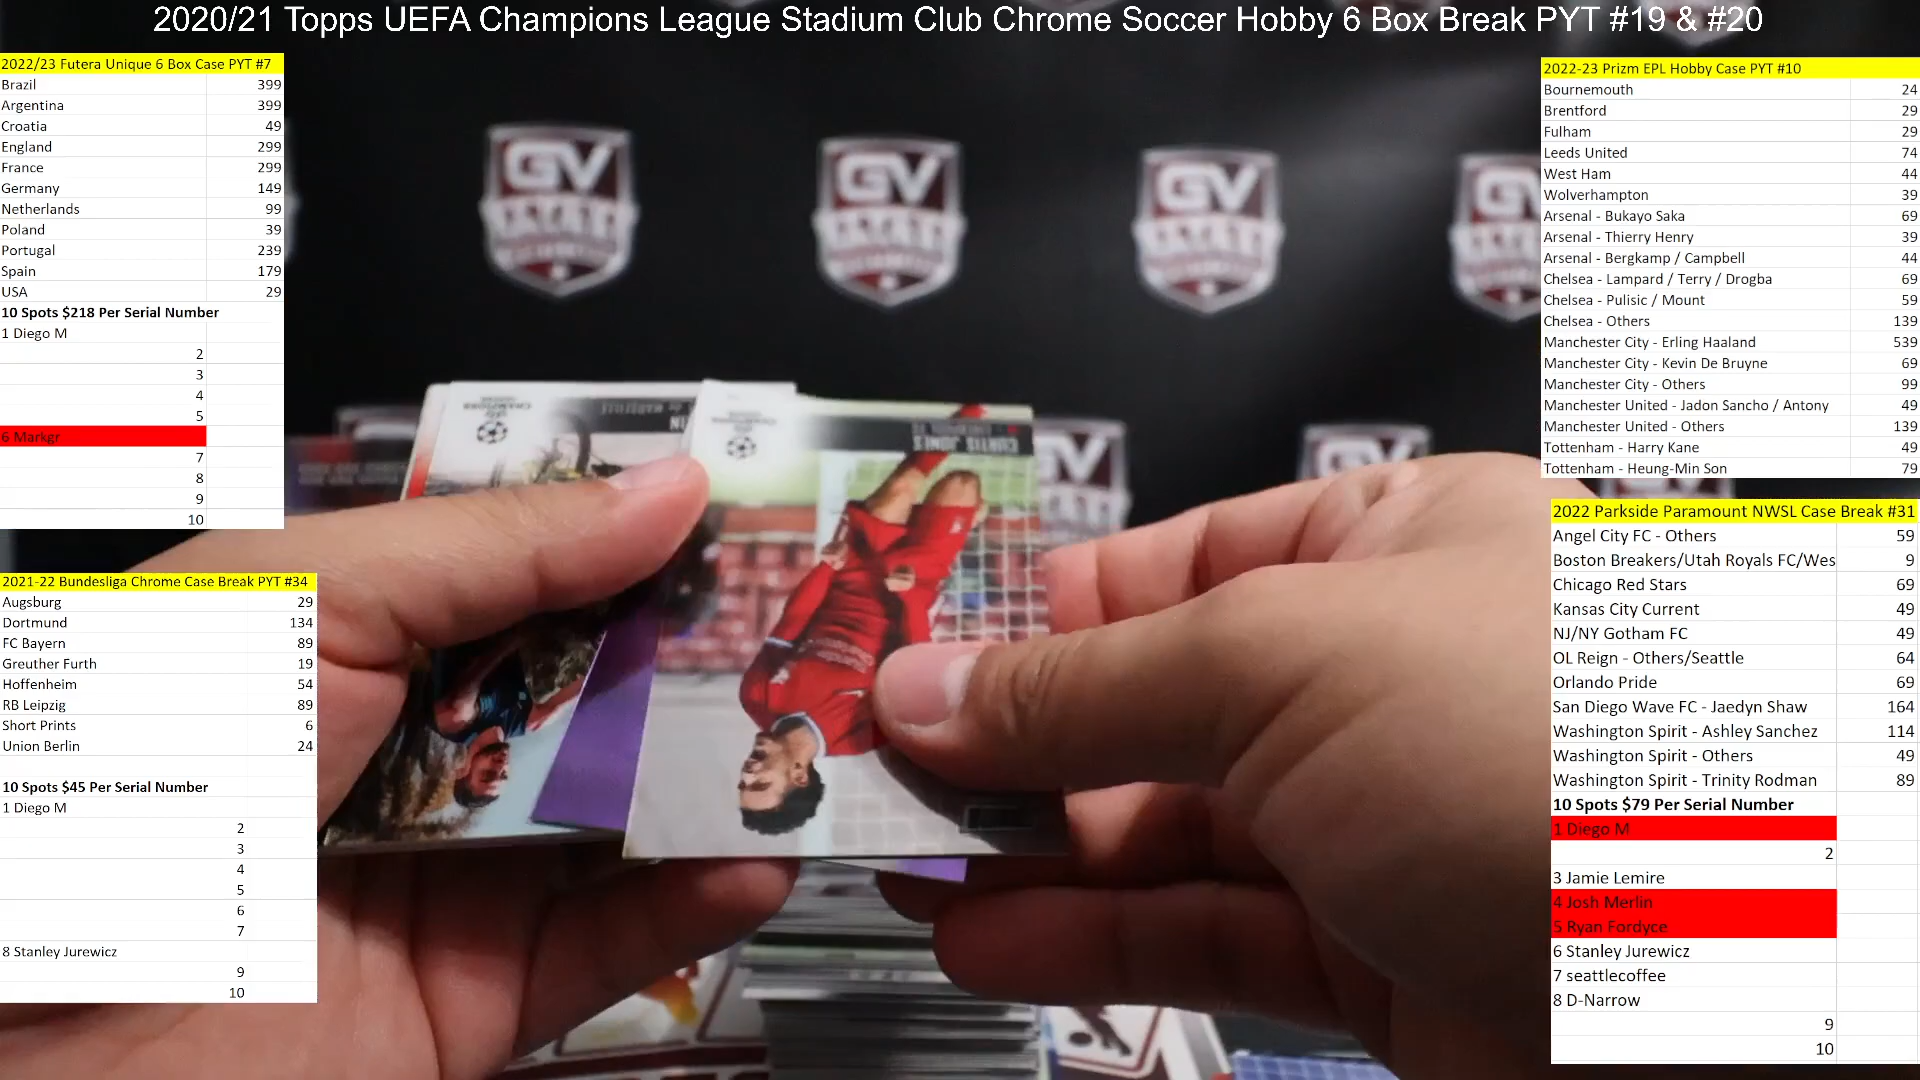 2020/21 Topps UEFA Champions League Stadium Club Chrome Soccer Hobby 6 Box Break PYT #19 & #20
2022/23 Futera Unique 6 Box Case PYT #7
Brazil 399
Argentina 399
Croatia 49
England 299
France 299
Germany 149
Netherlands 99
Poland 39
Portugal 239
Spain 179
USA 29
10 Spots $218 Per Serial Number
1 Diego M
2
3
4
5
6 Markgr
7
8
9
10
2021-22 Bundesliga Chrome Case Break PYT #34
Augsburg 29
Dortmund 134
FC Bayern 89
Greuther Furth 19
Hoffenheim 54
RB Leipzig 89
Short Prints 6
Union Berlin 24
10 Spots $45 Per Serial Number
1 Diego M
2
3
4
5
6
7
8 Stanley Jurewicz
9
10
GV
GV
GV
GV
CHAMPIONS
CURTIS JONES
2022-23 Prizm EPL Hobby Case PYT #10
Bournemouth 24
Brentford 29
Fulham 29
Leeds United 74
West Ham 44
Wolverhampton 39
Arsenal - Bukayo Saka 69
Arsenal - Thierry Henry 39
Arsenal - Bergkamp / Campbell 44
Chelsea - Lampard / Terry / Drogba 69
Chelsea - Pulisic / Mount 59
Chelsea - Others 139
Manchester City - Erling Haaland 539
Manchester City - Kevin De Bruyne 69
Manchester City - Others 99
Manchester United - Jadon Sancho / Antony 49
Manchester United - Others 139
Tottenham - Harry Kane 49
Tottenham - Heung-Min Son 79
2022 Parkside Paramount NWSL Case Break #31
Angel City FC - Others 59
Boston Breakers/Utah Royals FC/Wes 9
Chicago Red Stars 69
Kansas City Current 49
NJ/NY Gotham FC 49
OL Reign - Others/Seattle 64
Orlando Pride 69
San Diego Wave FC - Jaedyn Shaw 164
Washington Spirit - Ashley Sanchez 114
Washington Spirit - Others 49
Washington Spirit - Trinity Rodman 89
10 Spots $79 Per Serial Number
1 Diego M
2
3 Jamie Lemire
4 Josh Merlin
5 Ryan Fordyce
6 Stanley Jurewicz
7 seattlecoffee
8 D-Narrow
9
10